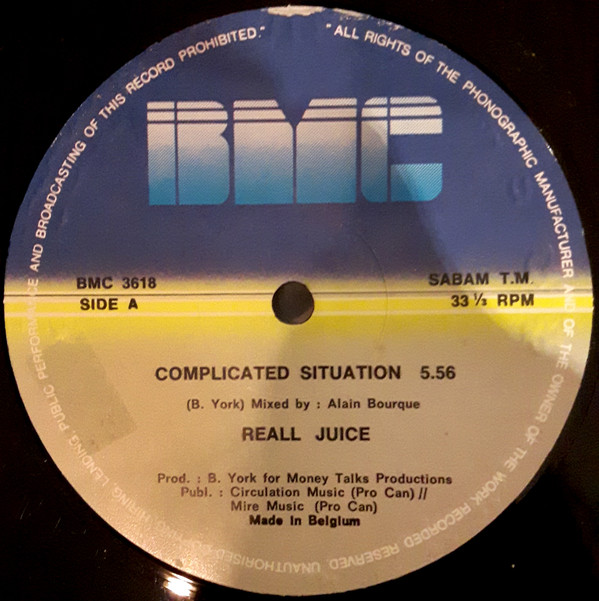 "ALL RIGHTS OF THE PHONOGRAPHIC MANUFACTURER AND OF THE OWNER OF THE WORK RECORDED RESERVED. UNAUTHORISED COPYING, HIRING, LENDING, PUBLIC PERFORMANCE AND BROADCASTING OF THIS RECORD PROHIBITED."
BMC
BMC 3618 SABAM T.M.
SIDE A 33 ⅓ RPM
COMPLICATED SITUATION 5.56
(B. York) Mixed by : Alain Bourque
REALL JUICE
Prod. : B. York for Money Talks Productions
Publ. : Circulation Music (Pro Can) //
Mire Music (Pro Can)
Made in Belgium